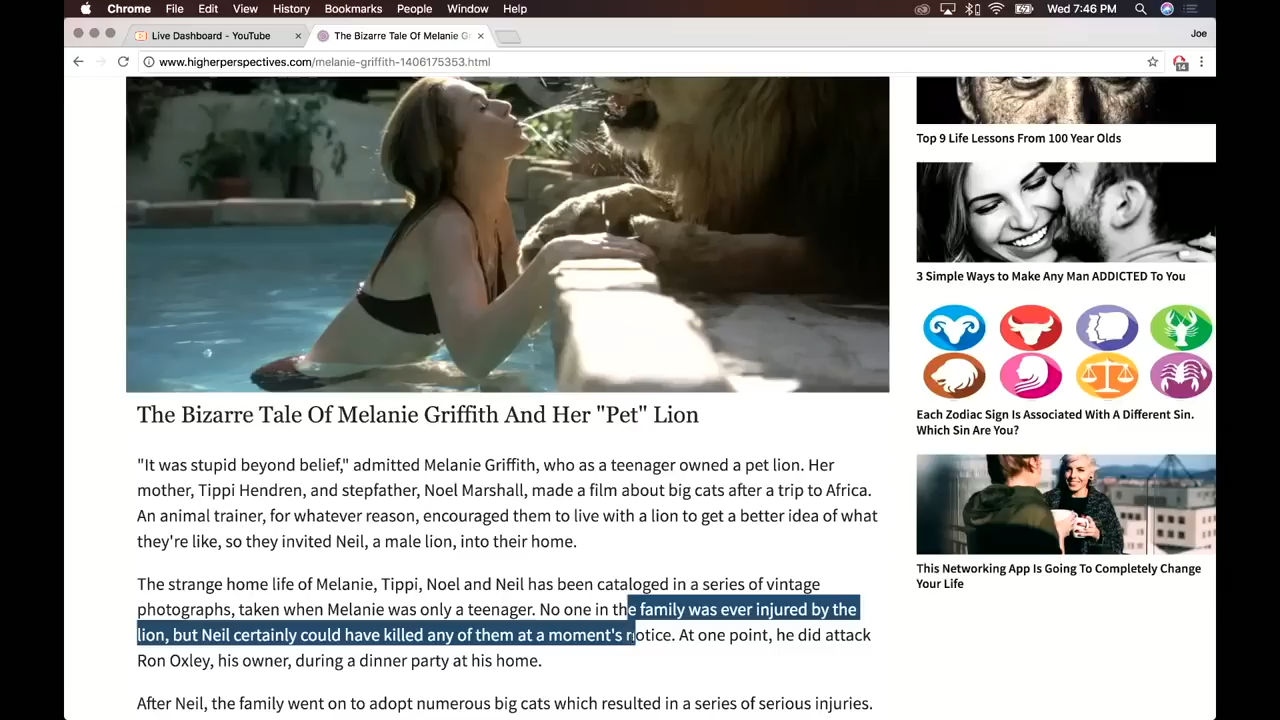 Chrome File Edit View History Bookmarks People Window Help Wed 7:46 PM
Live Dashboard - YouTube The Bizarre Tale Of Melanie G Joe
www.higherperspectives.com/melanie-griffith-1406175353.html
14
Top 9 Life Lessons From 100 Year Olds
3 Simple Ways to Make Any Man ADDICTED To You
Each Zodiac Sign Is Associated With A Different Sin.
Which Sin Are You?
This Networking App Is Going To Completely Change
Your Life
The Bizarre Tale Of Melanie Griffith And Her "Pet" Lion
"It was stupid beyond belief," admitted Melanie Griffith, who as a teenager owned a pet lion. Her
mother, Tippi Hendren, and stepfather, Noel Marshall, made a film about big cats after a trip to Africa.
An animal trainer, for whatever reason, encouraged them to live with a lion to get a better idea of what
they're like, so they invited Neil, a male lion, into their home.
The strange home life of Melanie, Tippi, Noel and Neil has been cataloged in a series of vintage
photographs, taken when Melanie was only a teenager. No one in the family was ever injured by the
lion, but Neil certainly could have killed any of them at a moment's notice. At one point, he did attack
Ron Oxley, his owner, during a dinner party at his home.
After Neil, the family went on to adopt numerous big cats which resulted in a series of serious injuries.